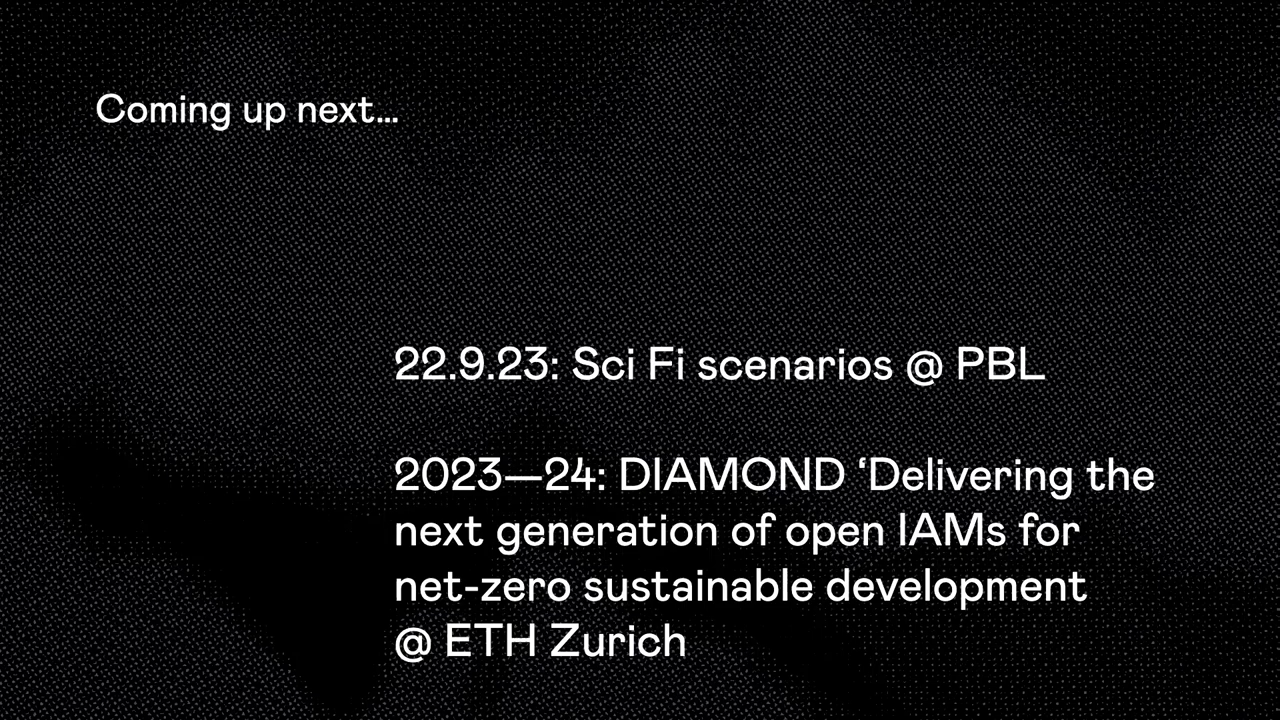 Coming up next...
22.9.23: Sci Fi scenarios @ PBL
2023—24: DIAMOND ‘Delivering the
next generation of open IAMs for
net-zero sustainable development
@ ETH Zurich